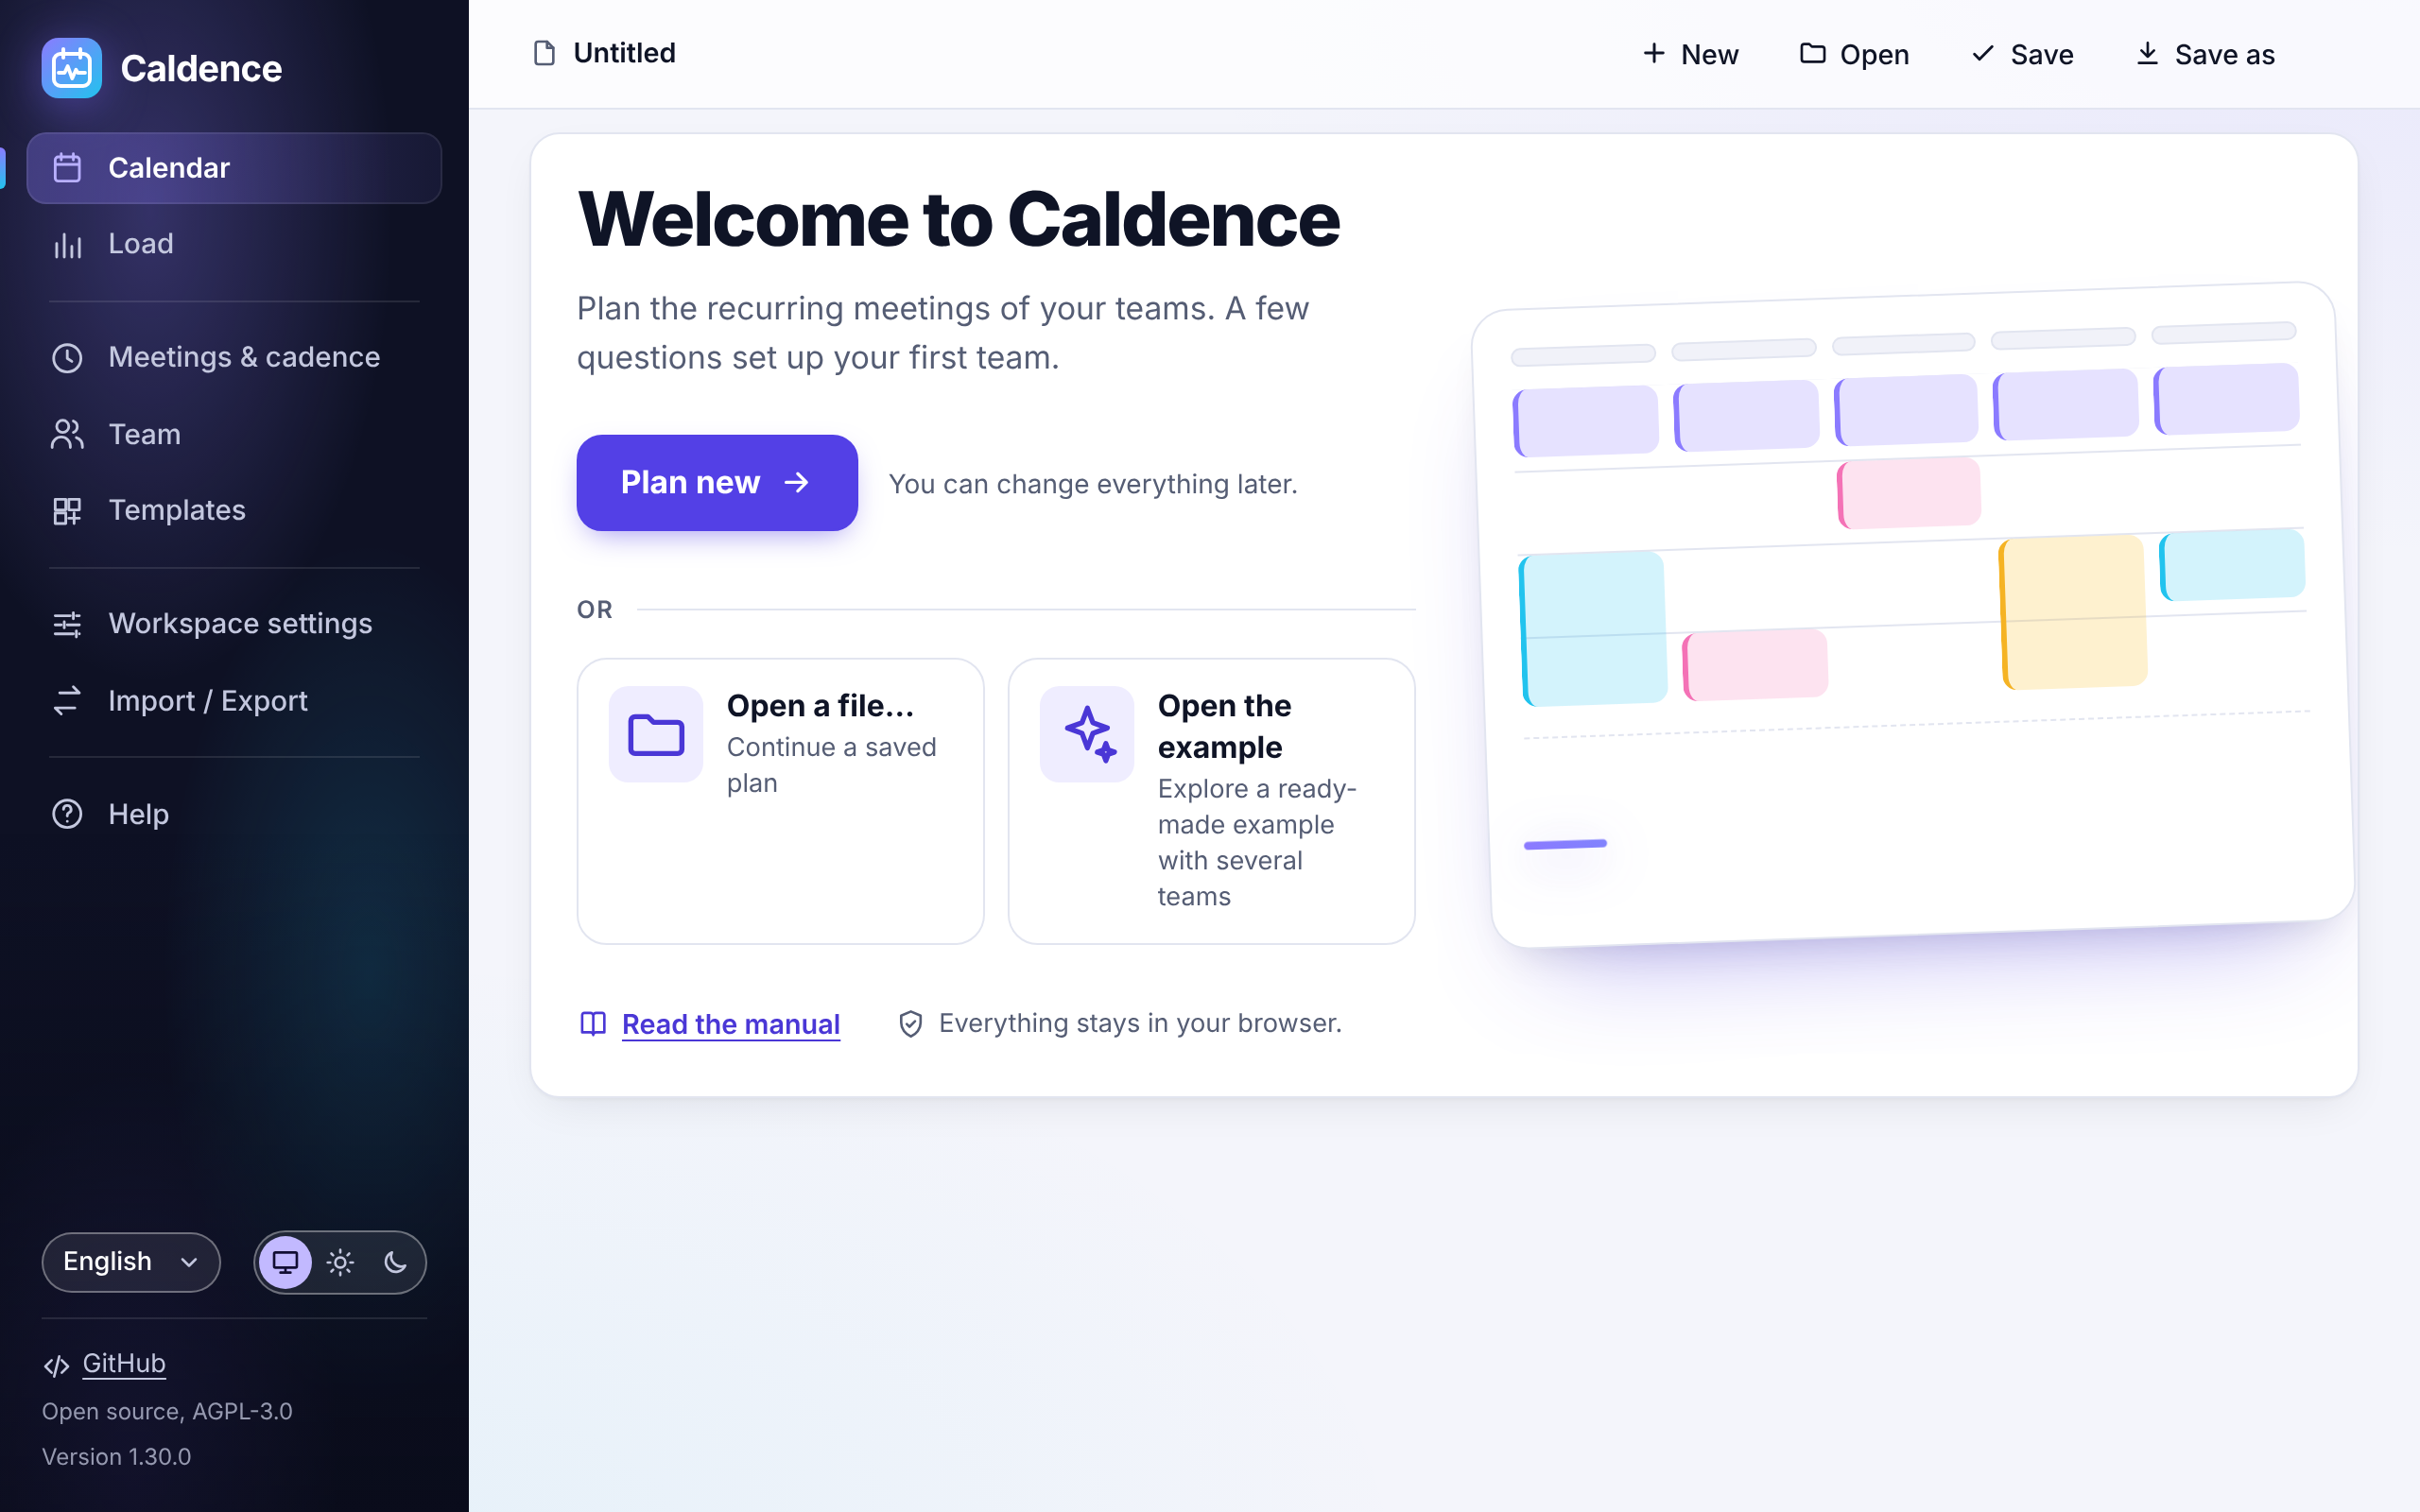 Caldence
Calendar
Load
Meetings & cadence
Team
Templates
Workspace settings
Import / Export
Help
English
GitHub
Open source, AGPL-3.0
Version 1.30.0
Untitled
New
Open
Save
Save as
Welcome to Caldence
Plan the recurring meetings of your teams. A few
questions set up your first team.
Plan new
You can change everything later.
OR
Open a file...
Continue a saved
plan
Open the
example
Explore a ready-
made example
with several
teams
Read the manual
Everything stays in your browser.